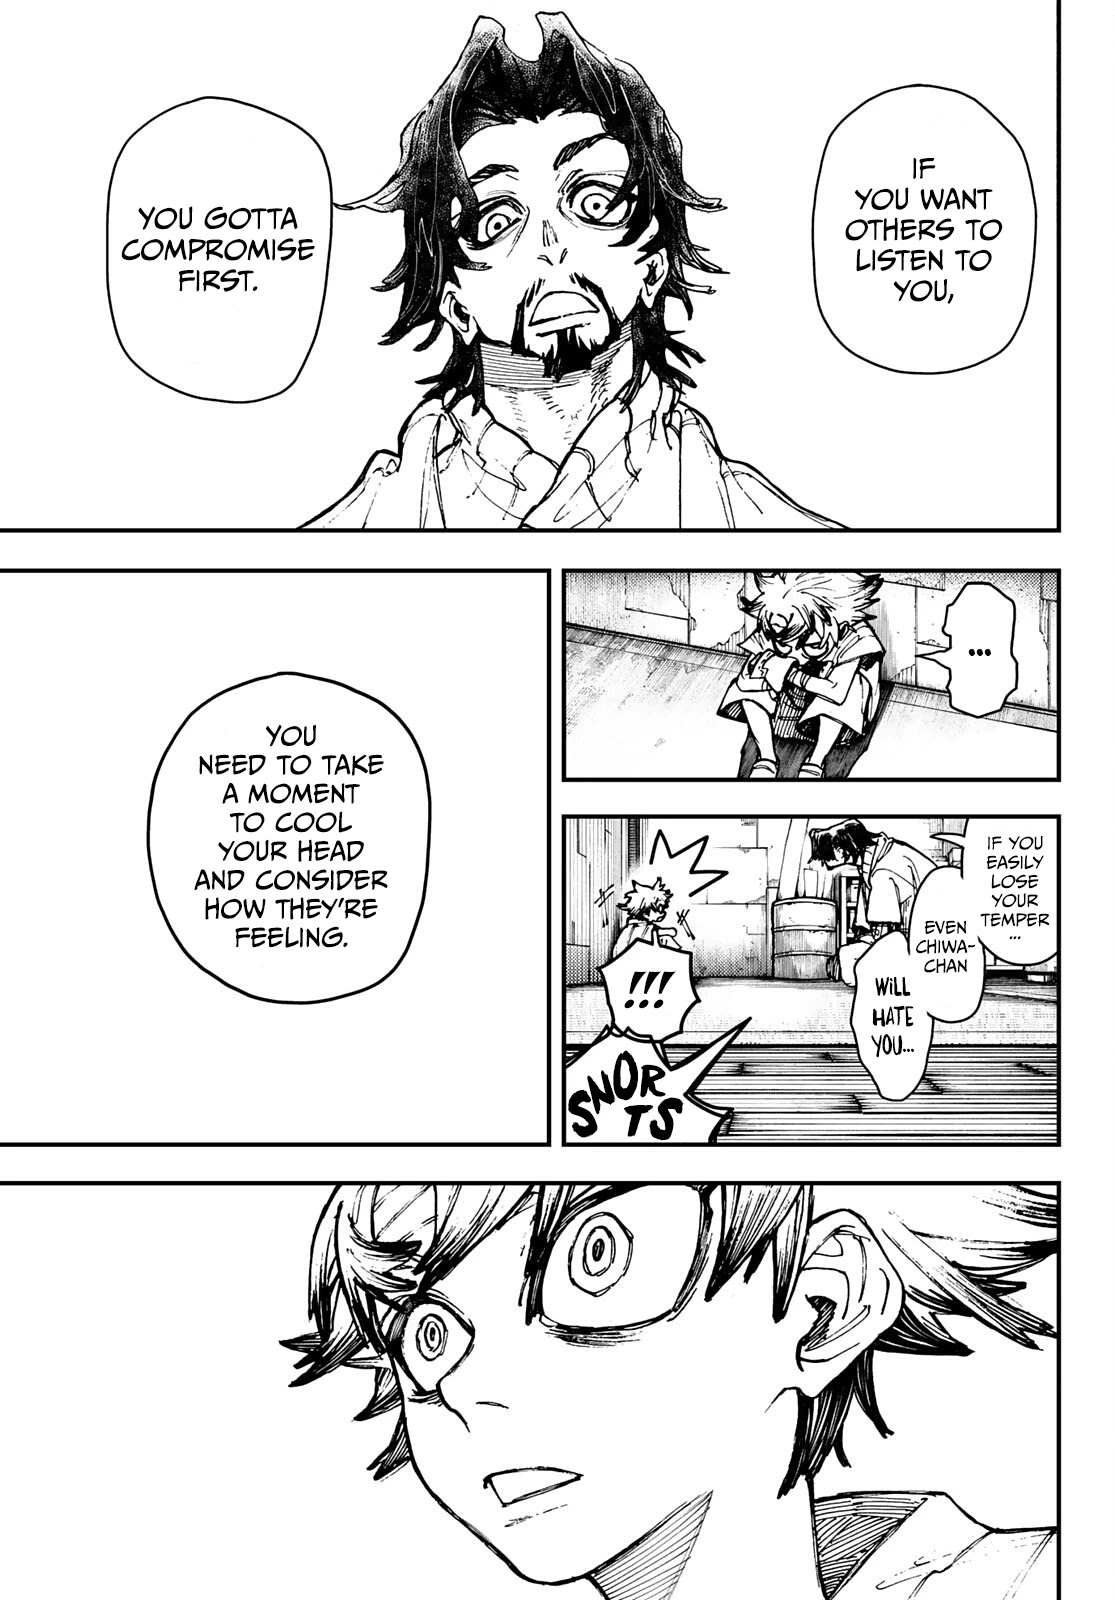 IF
YOU WANT
OTHERS TO
LISTEN TO
YOU,
YOU GOTTA
COMPROMISE
FIRST.
...
IF YOU
EASILY
LOSE
YOUR
TEMPER
...
EVEN
CHIWA-
CHAN
WiLL
HATE
YOU...
!!!
SNOR
TS
YOU
NEED TO TAKE
A MOMENT
TO COOL
YOUR HEAD
AND CONSIDER
HOW THEY'RE
FEELING.